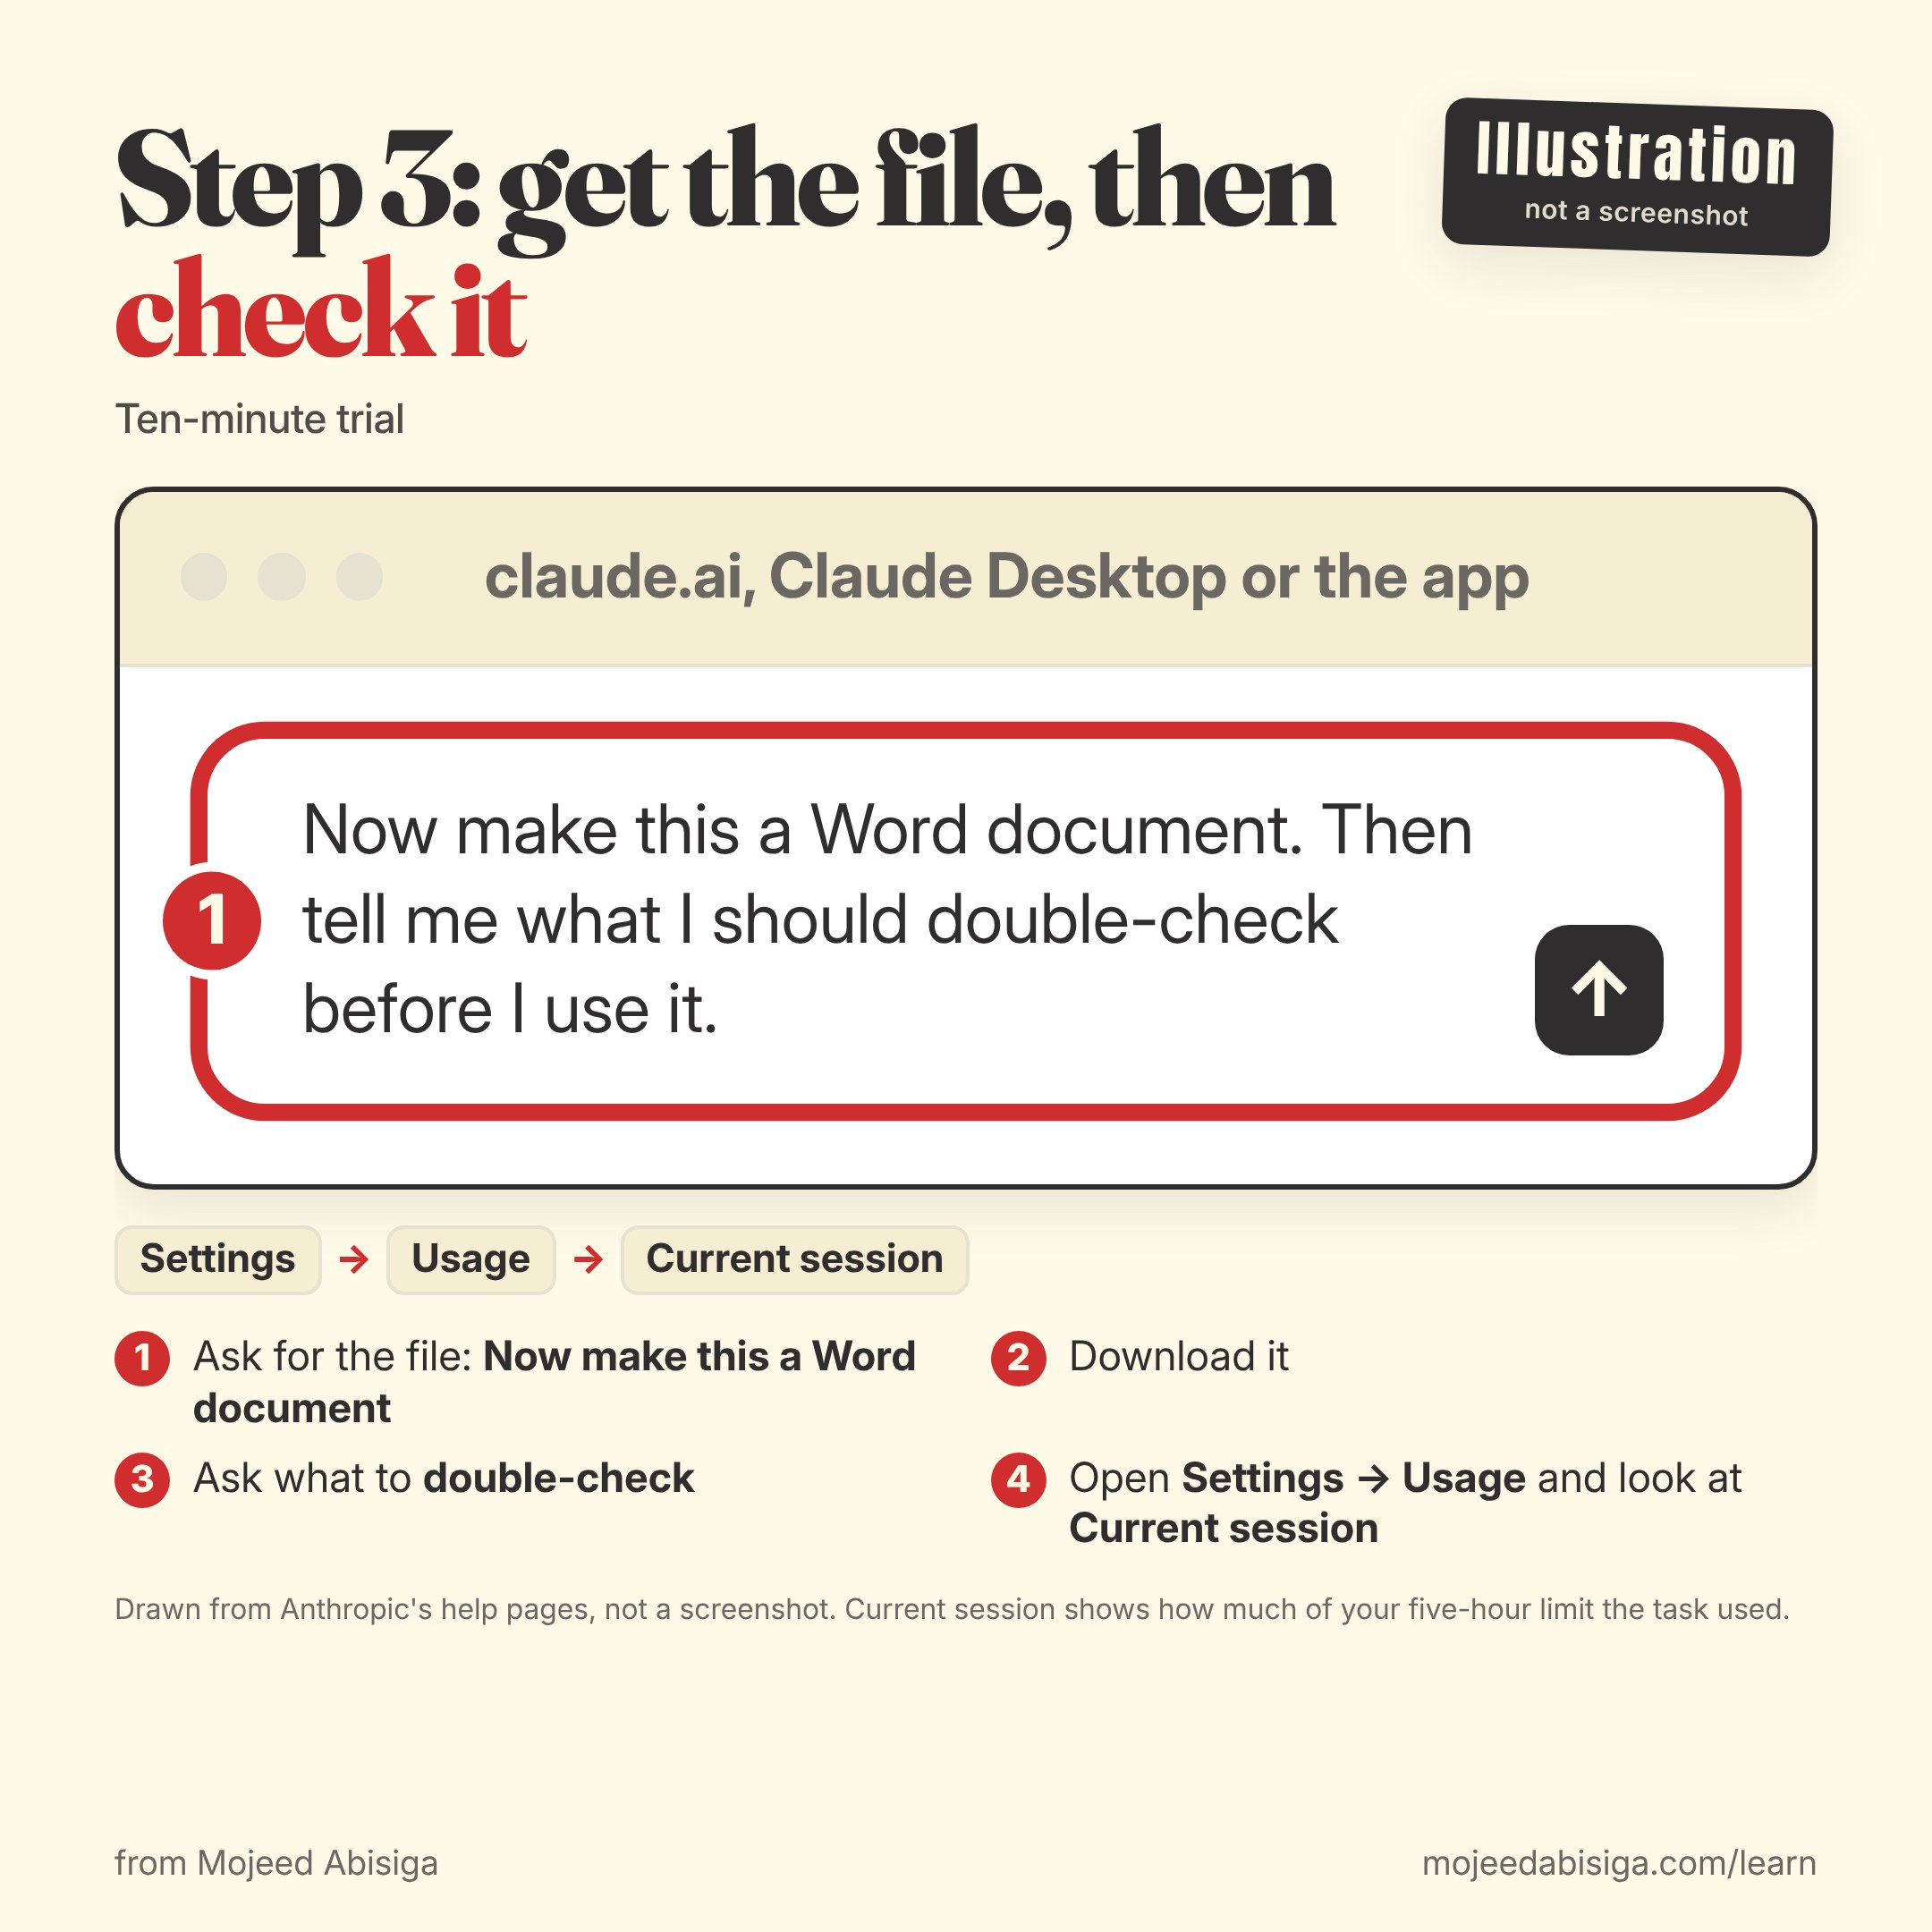 Step 3: get the file, then
check it
Illustration
not a screenshot
Ten-minute trial
claude.ai, Claude Desktop or the app
1
Now make this a Word document. Then
tell me what I should double-check
before I use it.
Settings → Usage → Current session
1 Ask for the file: Now make this a Word
document
2 Download it
3 Ask what to double-check
4 Open Settings → Usage and look at
Current session
Drawn from Anthropic's help pages, not a screenshot. Current session shows how much of your five-hour limit the task used.
from Mojeed Abisiga
mojeedabisiga.com/learn